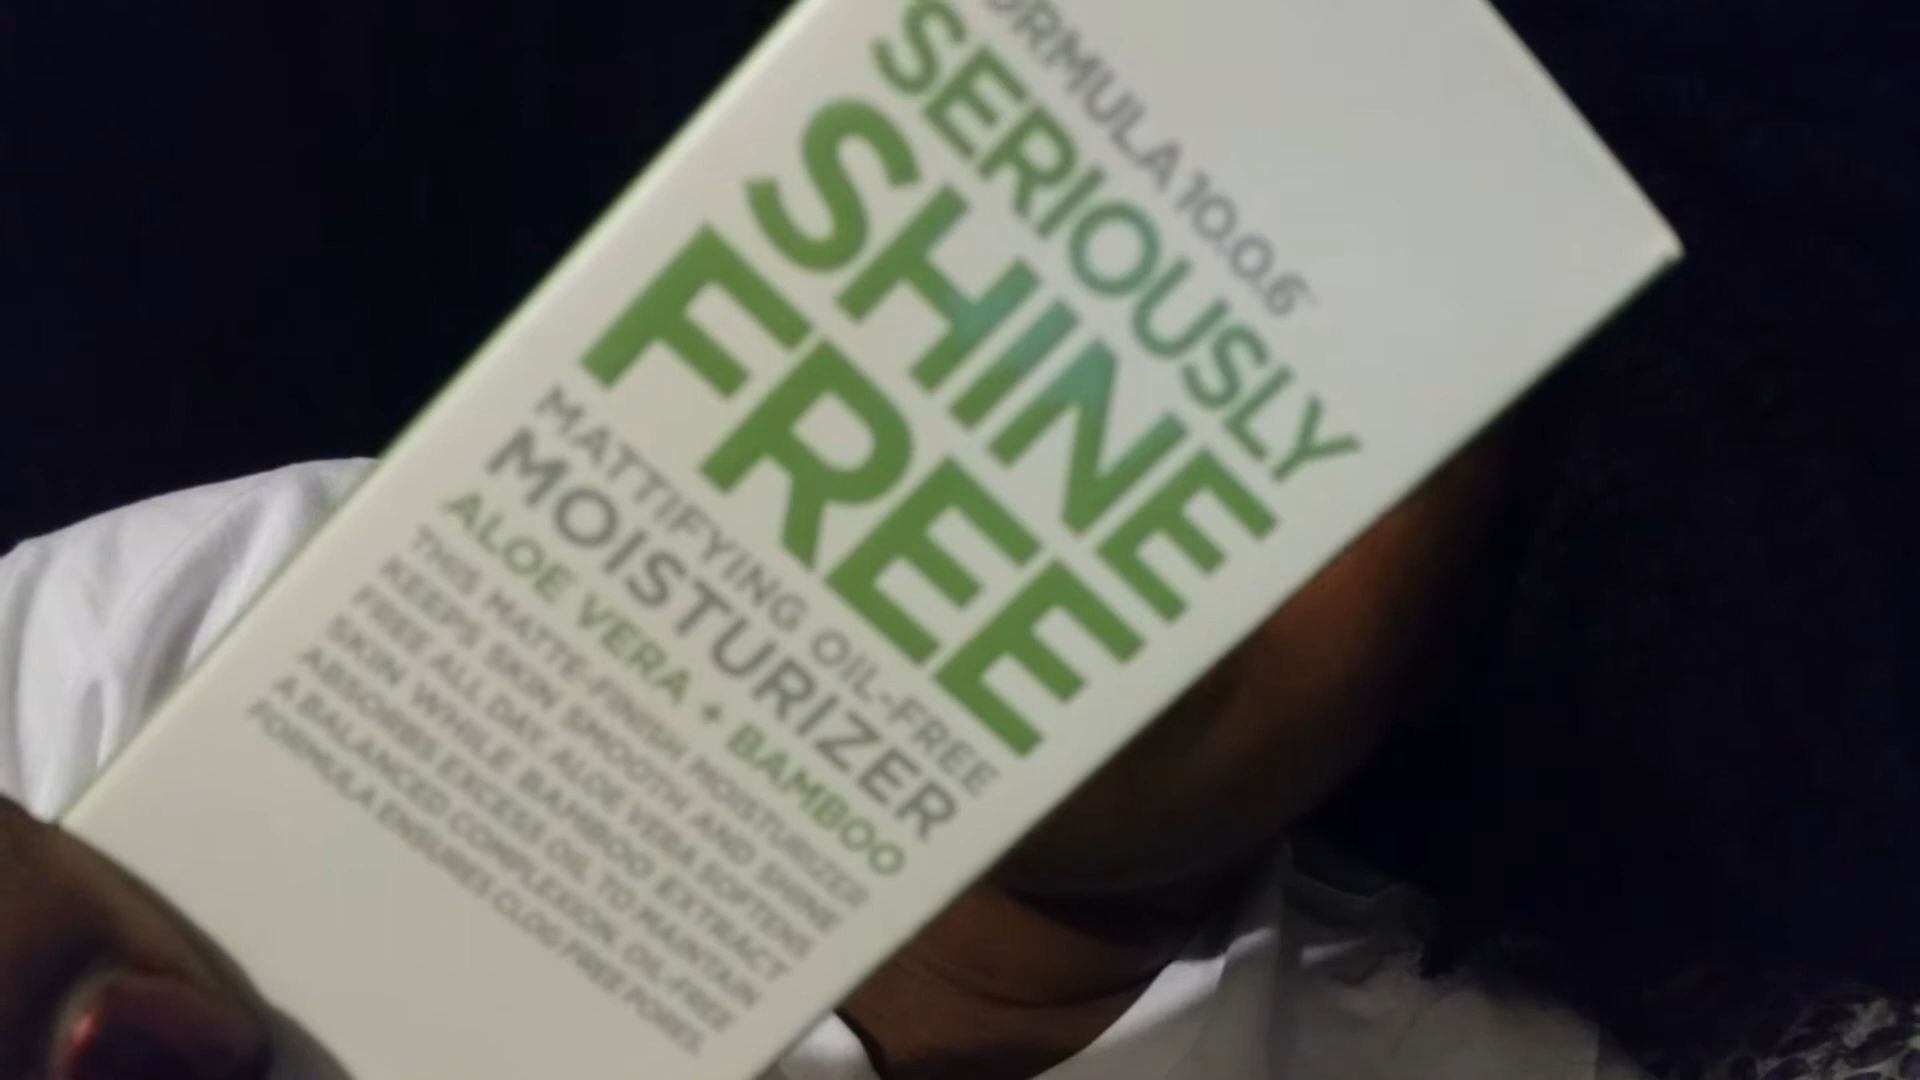 ORMULA 10.0.6
SERIOUSLY
SHINE
FREE
MATTIFYING OIL-FREE
MOISTURIZER
ALOE VERA + BAMBOO
THIS MATTE-FINISH MOISTURIZER
KEEPS SKIN SMOOTH AND SHINE
FREE ALL DAY. ALOE VERA SOFTENS
SKIN WHILE BAMBOO EXTRACT
ABSORBS EXCESS OIL TO MAINTAIN
A BALANCED COMPLEXION. OIL-FREE
FORMULA ENSURES CLOG FREE PORES.